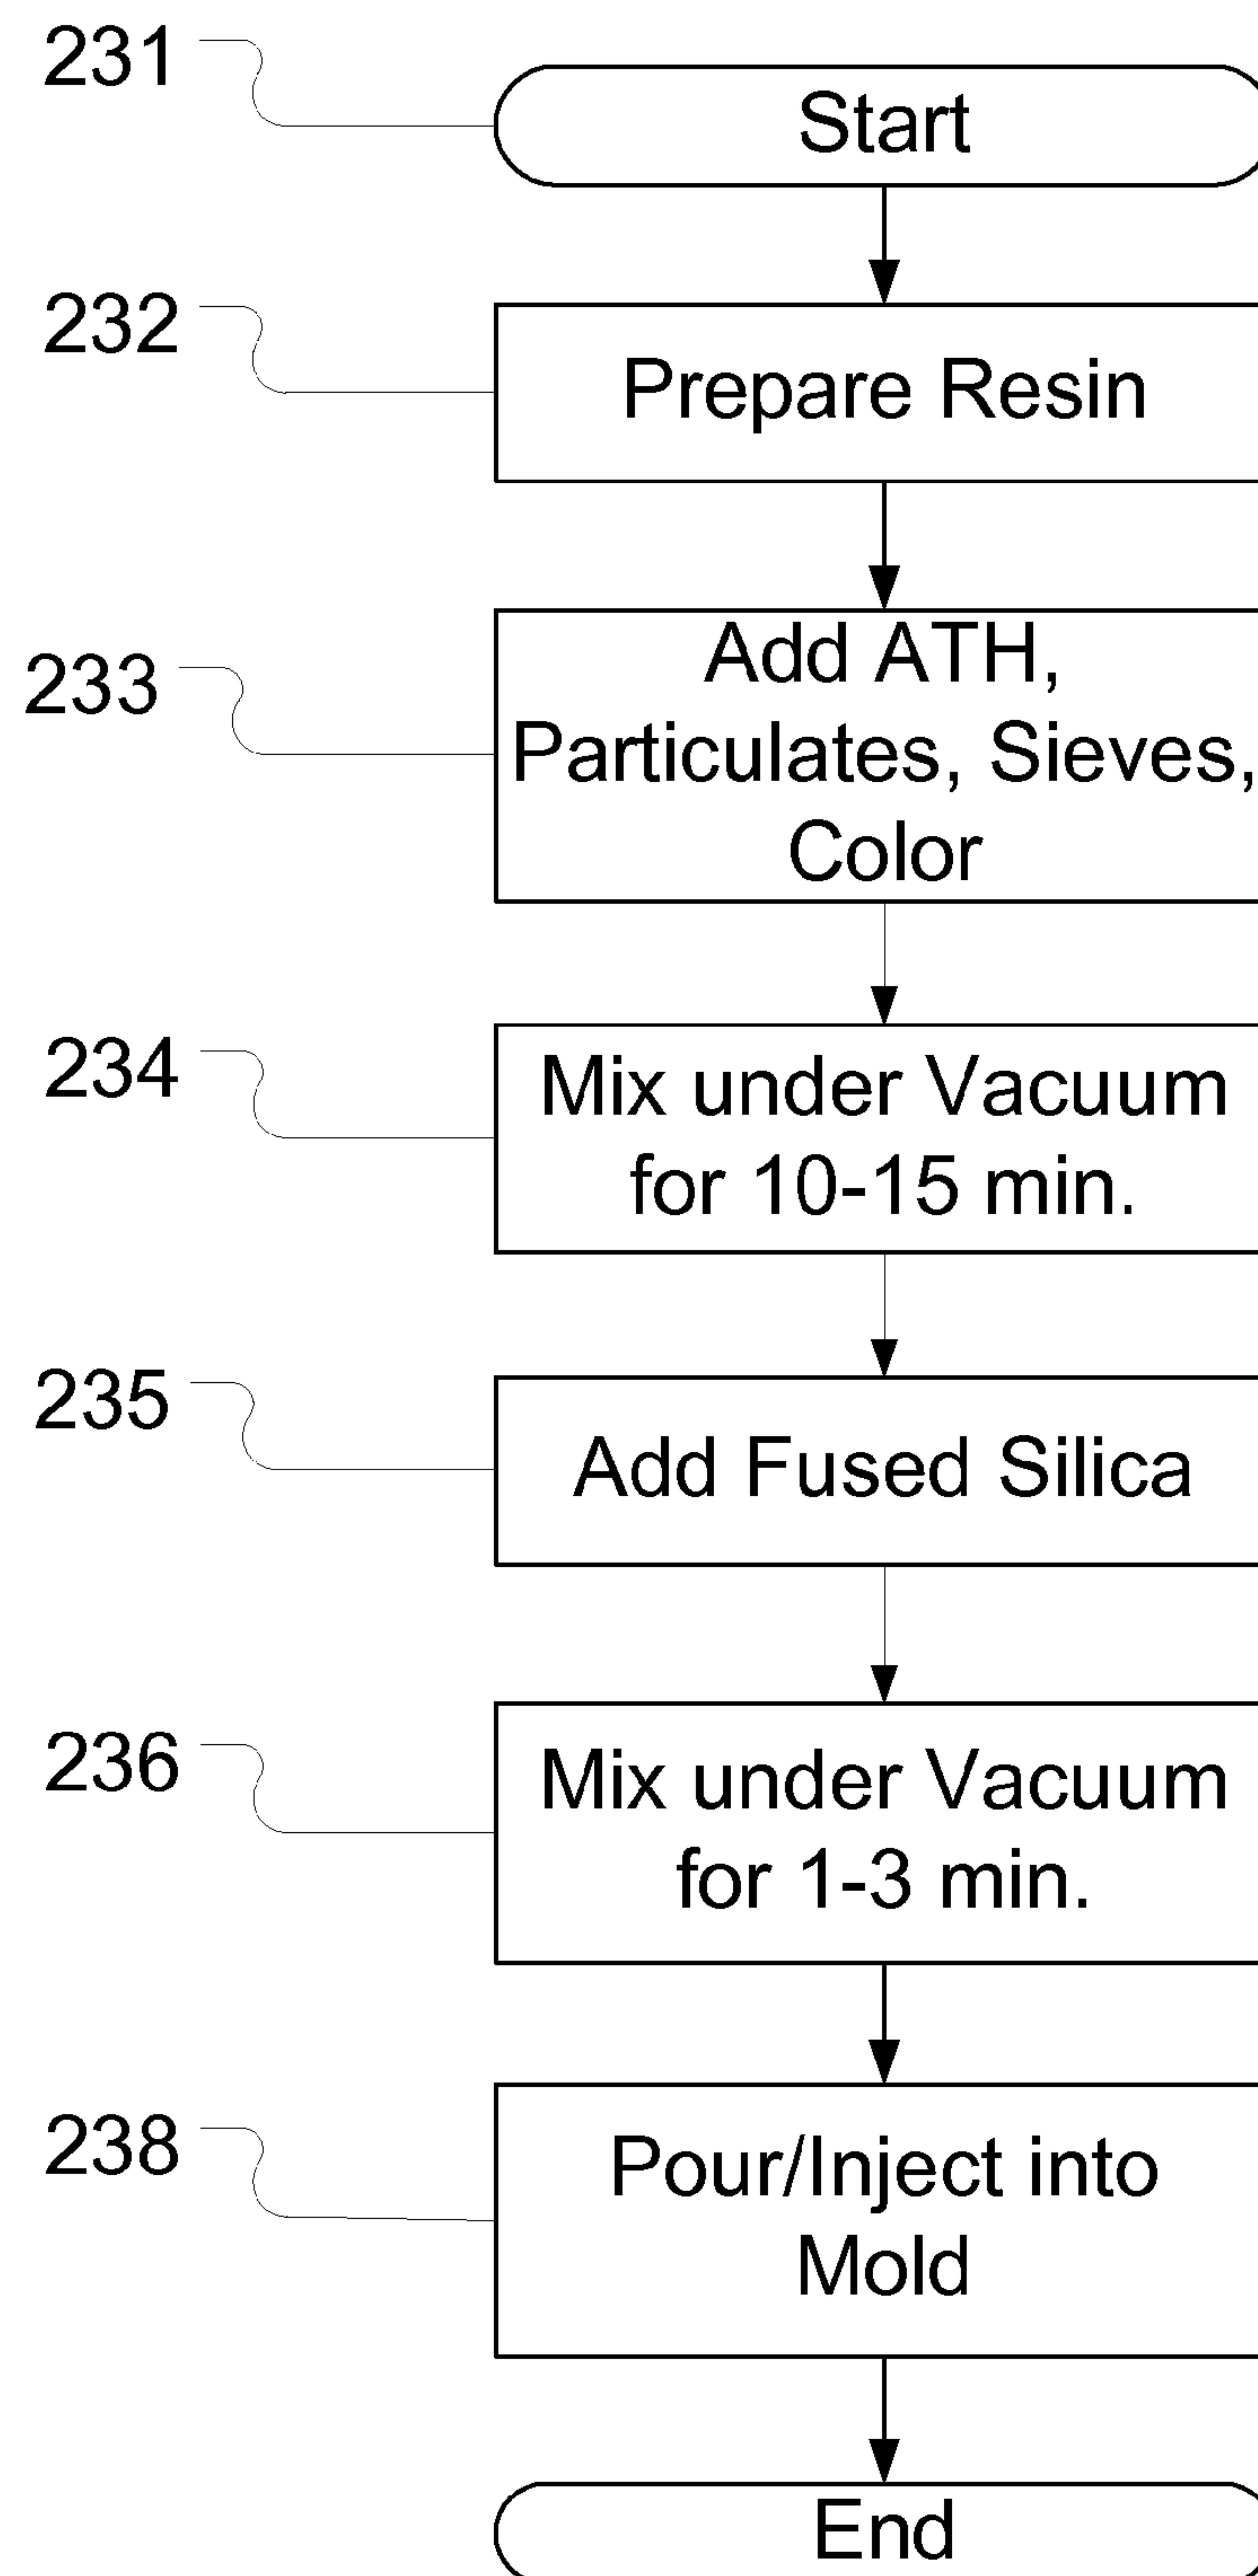 231
Start
232
Prepare Resin
233
Add ATH,
Particulates, Sieves,
Color
234
Mix under Vacuum
for 10-15 min.
235
Add Fused Silica
236
Mix under Vacuum
for 1-3 min.
238
Pour/Inject into
Mold
End